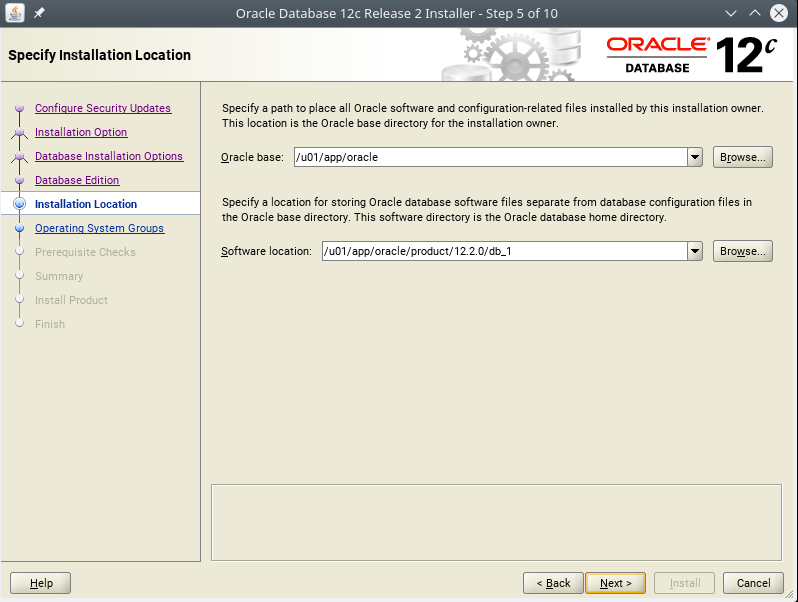 Oracle Database 12c Release 2 Installer - Step 5 of 10
Specify Installation Location
ORACLE
DATABASE
12c
Configure Security Updates
Installation Option
Database Installation Options
Database Edition
Installation Location
Operating System Groups
Prerequisite Checks
Summary
Install Product
Finish
Specify a path to place all Oracle software and configuration-related files installed by this installation owner.
This location is the Oracle base directory for the installation owner.
Oracle base: /u01/app/oracle Browse...
Specify a location for storing Oracle database software files separate from database configuration files in
the Oracle base directory. This software directory is the Oracle database home directory.
Software location: /u01/app/oracle/product/12.2.0/db_1 Browse...
Help < Back Next > Install Cancel